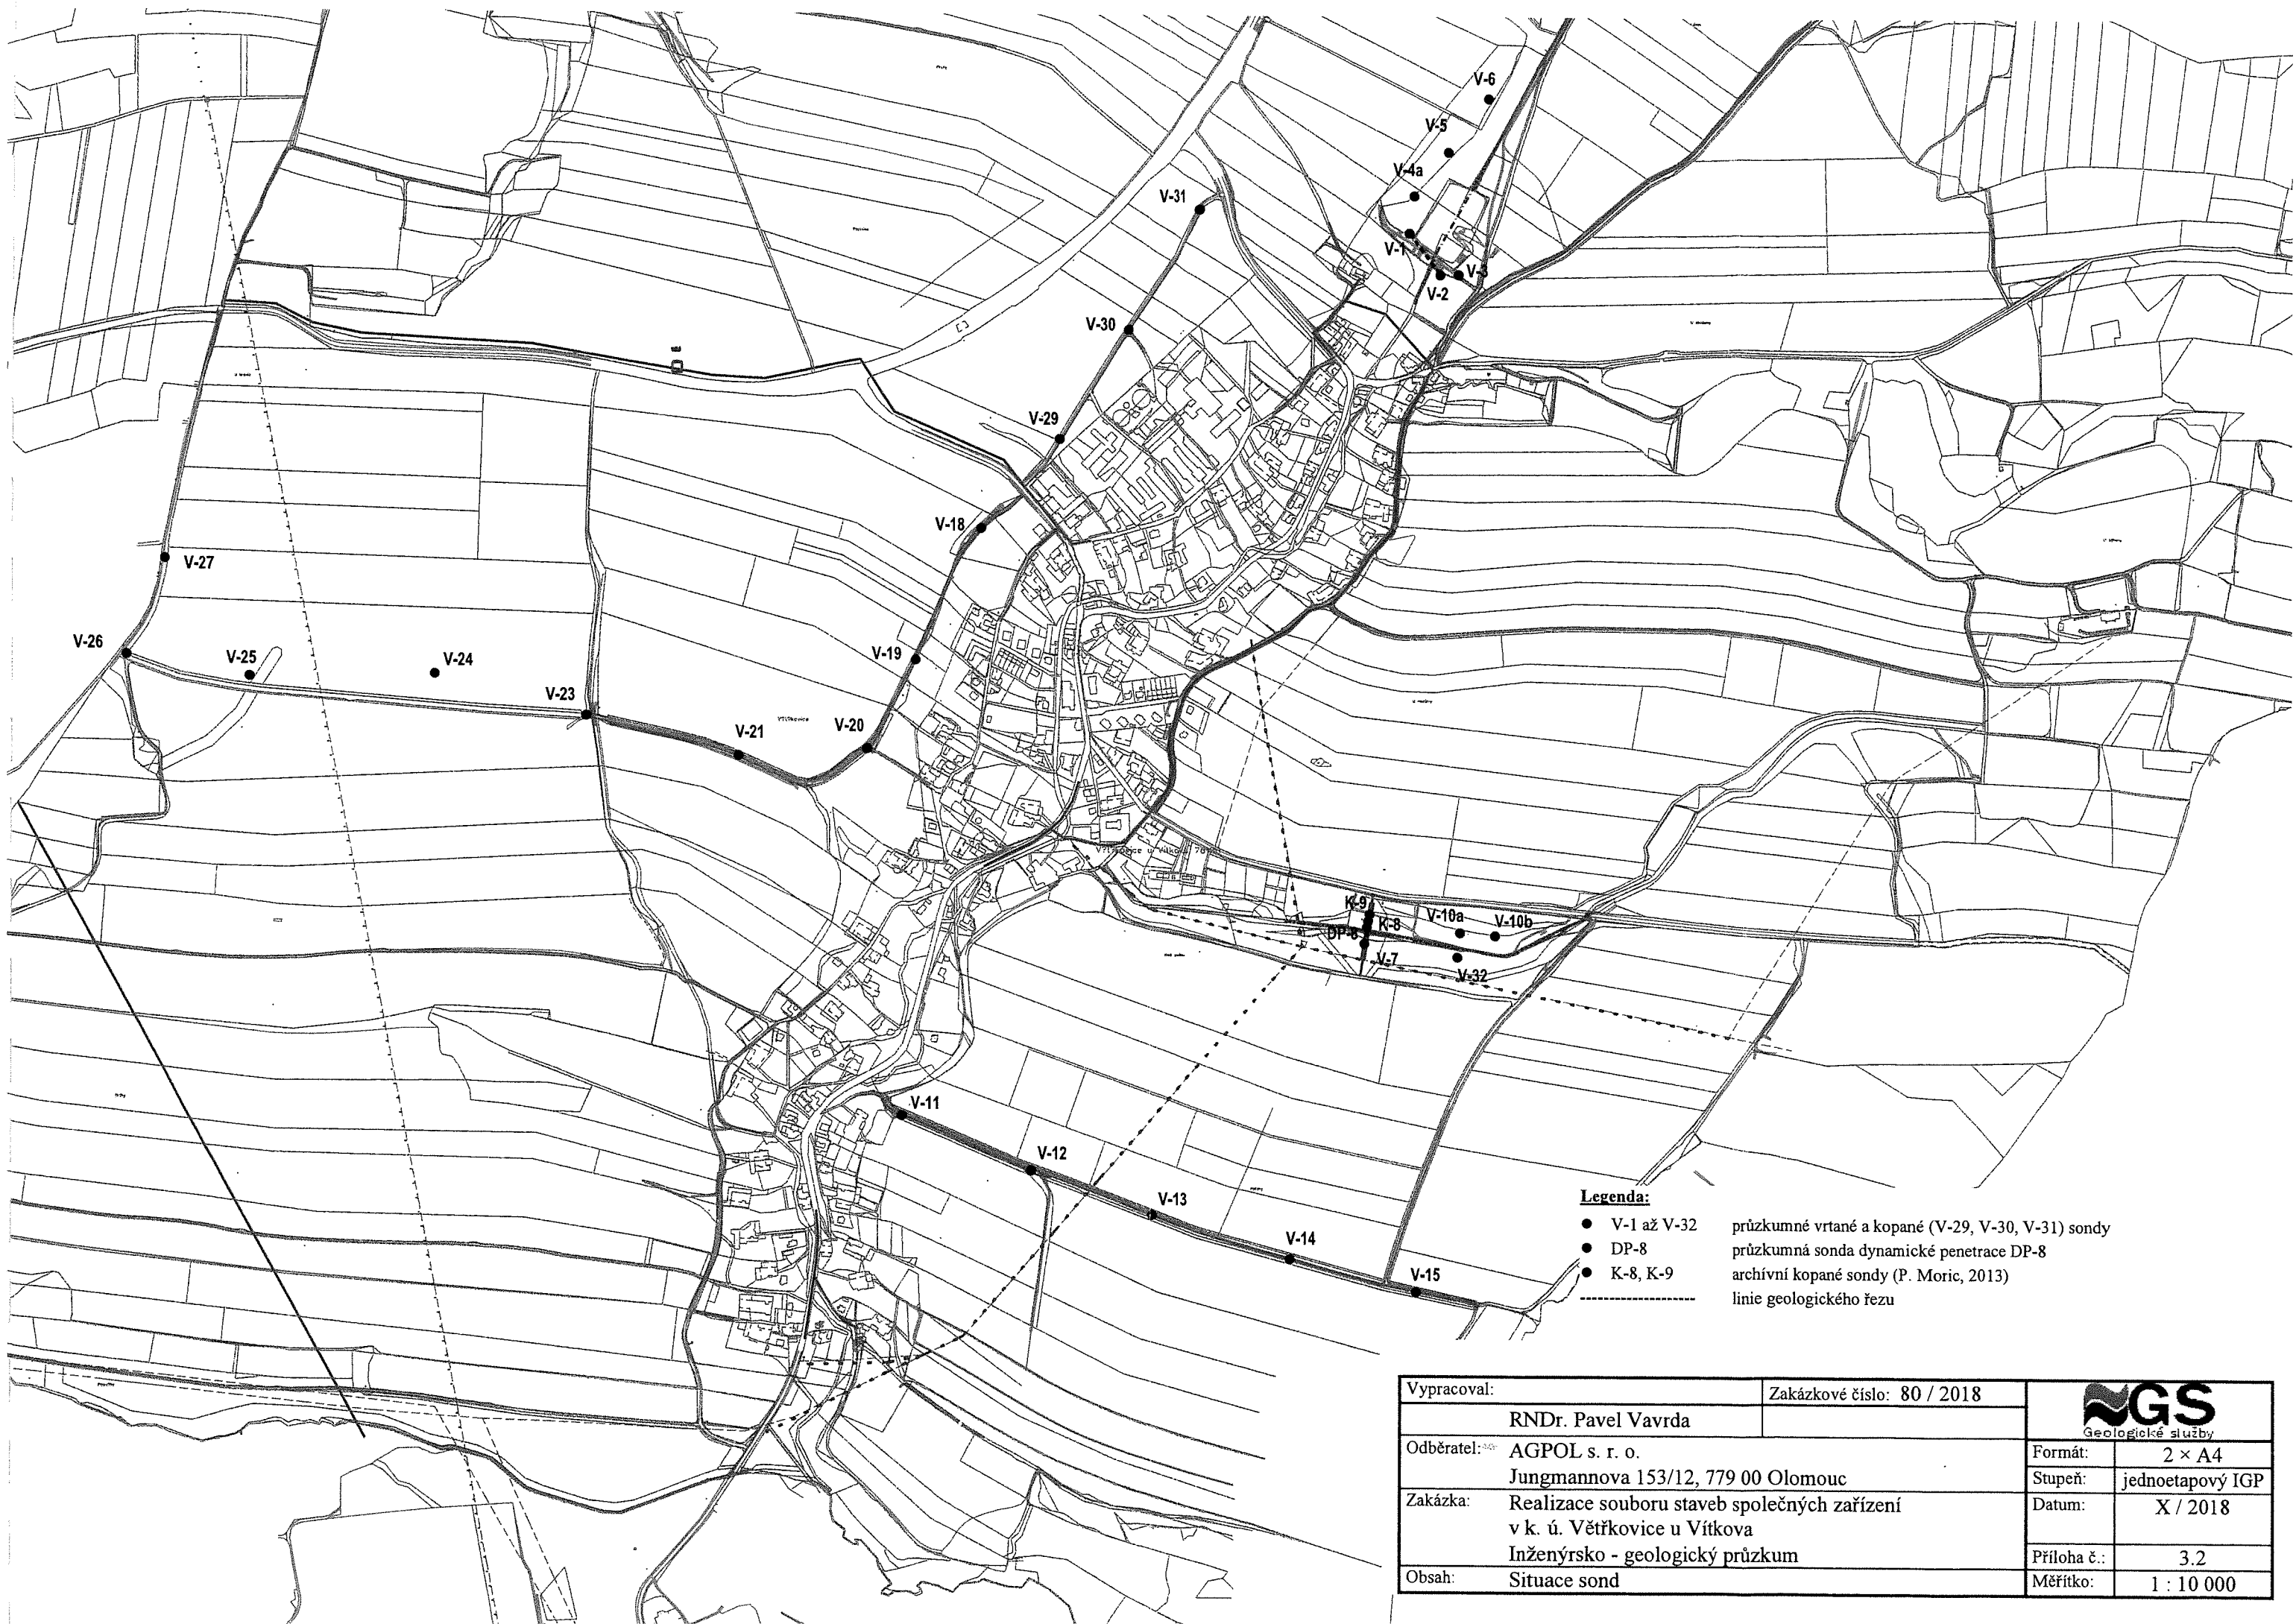 V-6
V-5
V-4a
V-31
V-1
V-3
V-2
V-30
V-29
V-18
V-27
V-26
V-25
V-24
V-19
V-23
V-20
V-21
K-9
K-8
V-10a
V-10b
DP-8
V-7
V-32
V-11
V-12
V-13
V-14
V-15
Legenda:
V-1 až V-32 průzkumné vrtané a kopané (V-29, V-30, V-31) sondy
DP-8 průzkumná sonda dynamické penetrace DP-8
K-8, K-9 archívní kopané sondy (P. Moric, 2013)
linie geologického řezu
Vypracoval: Zakázkové číslo: 80 / 2018
RNDr. Pavel Vavrda
GS
Geologické služby
Odběratel: AGPOL s. r. o.
Jungmannova 153/12, 779 00 Olomouc
Formát: 2 × A4
Stupeň: jednoetapový IGP
Zakázka: Realizace souboru staveb společných zařízení
v k. ú. Větřkovice u Vítkova
Inženýrsko - geologický průzkum
Datum: X / 2018
Příloha č.: 3.2
Obsah: Situace sond
Měřítko: 1 : 10 000